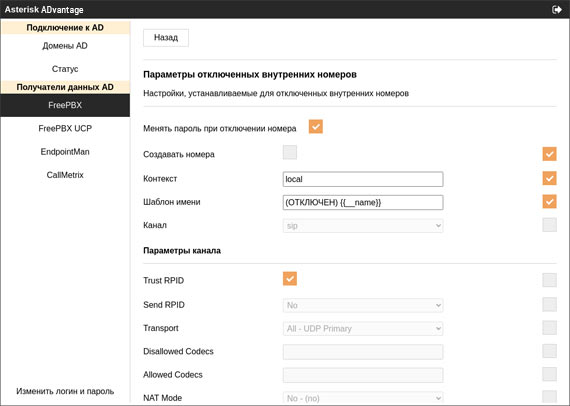 Asterisk ADvantage
Подключение к AD
Домены AD
Статус
Получатели данных AD
FreePBX
FreePBX UCP
EndpointMan
CallMetrix
Изменить логин и пароль
Назад
Параметры отключенных внутренних номеров
Настройки, устанавливаемые для отключенных внутренних номеров
Менять пароль при отключении номера
Создавать номера
Контекст local
Шаблон имени (ОТКЛЮЧЕН) {{__name}}
Канал sip
Параметры канала
Trust RPID
Send RPID No
Transport All - UDP Primary
Disallowed Codecs
Allowed Codecs
NAT Mode No - (no)